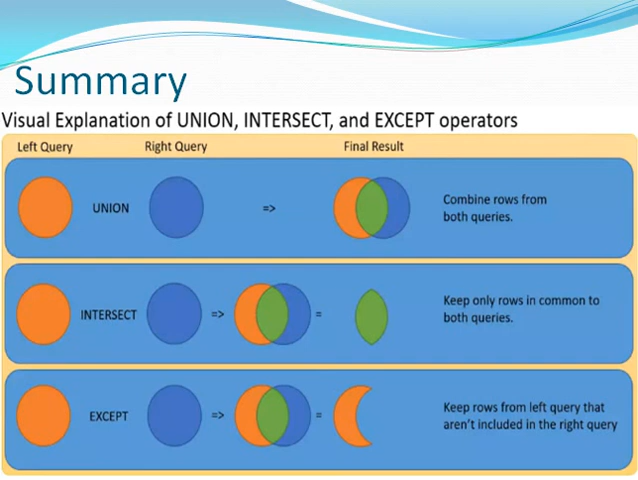 Summary
Visual Explanation of UNION, INTERSECT, and EXCEPT operators
Left Query Right Query Final Result
UNION => Combine rows from
both queries.
INTERSECT => = Keep only rows in common to
both queries.
EXCEPT => = Keep rows from left query that
aren't included in the right query